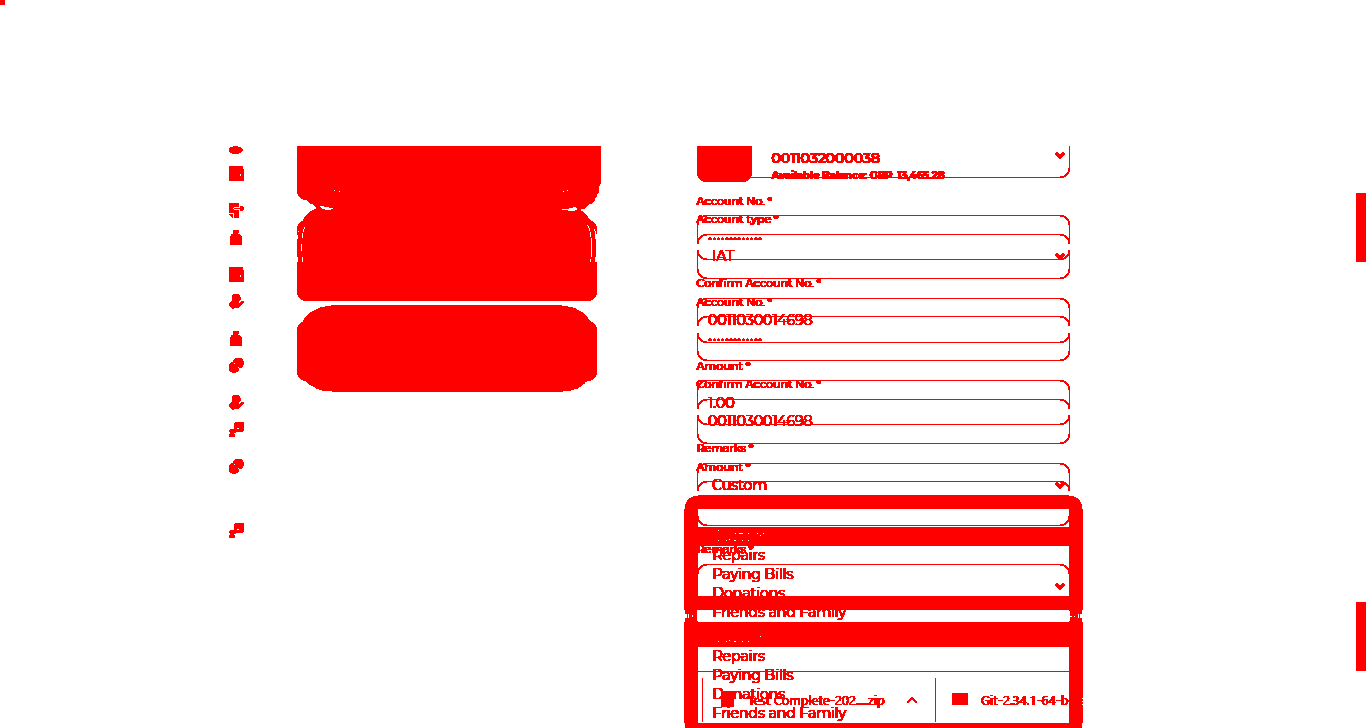 0011032000038
Available Balance: GBP 13,465.28
Account No. *
Account type *
•••••••••••••
IAT
Confirm Account No. *
Account No. *
0011030014698
•••••••••••••
Amount *
Confirm Account No. *
1.00
0011030014698
Remarks *
Amount *
Custom
Remarks *
Repairs
Paying Bills
Donations
Friends and Family
Repairs
Paying Bills
Donations
Test Complete-202....zip
Git-2.34.1-64-b
Friends and Family